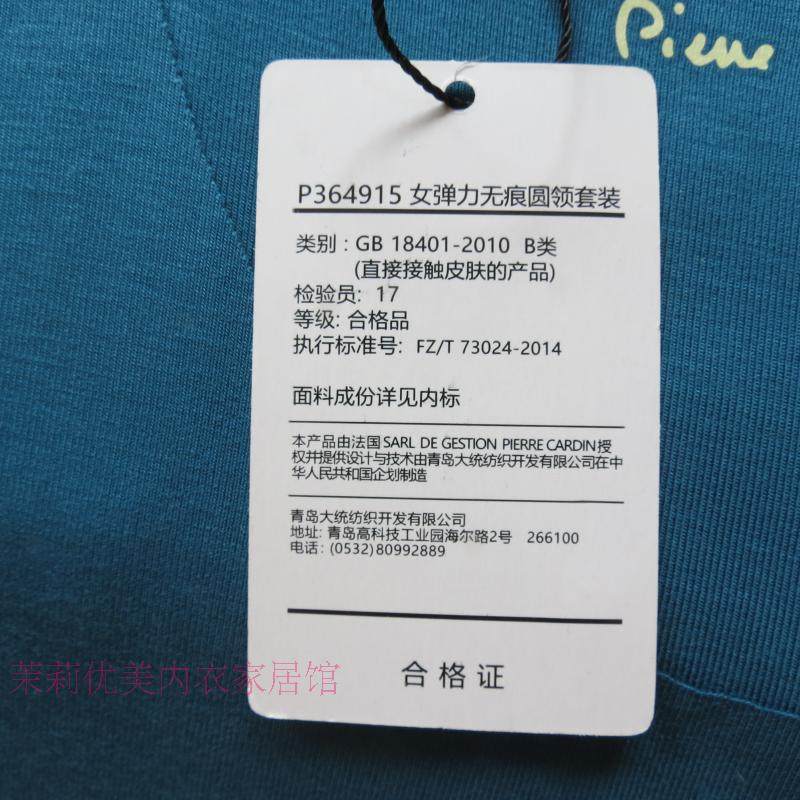 Pierre
P364915 女弹力无痕圆领套装
类别：GB 18401-2010 B类
(直接接触皮肤的产品)
检验员: 17
等级: 合格品
执行标准号: FZ/T 73024-2014
面料成份详见内标
本产品由法国SARL DE GESTION PIERRE CARDIN授
权并提供设计与技术由青岛大统纺织开发有限公司在中
华人民共和国企划制造
青岛大统纺织开发有限公司
地址: 青岛高科技工业园海尔路2号 266100
电话: (0532)80992889
茉莉优美内衣家居馆
合格证